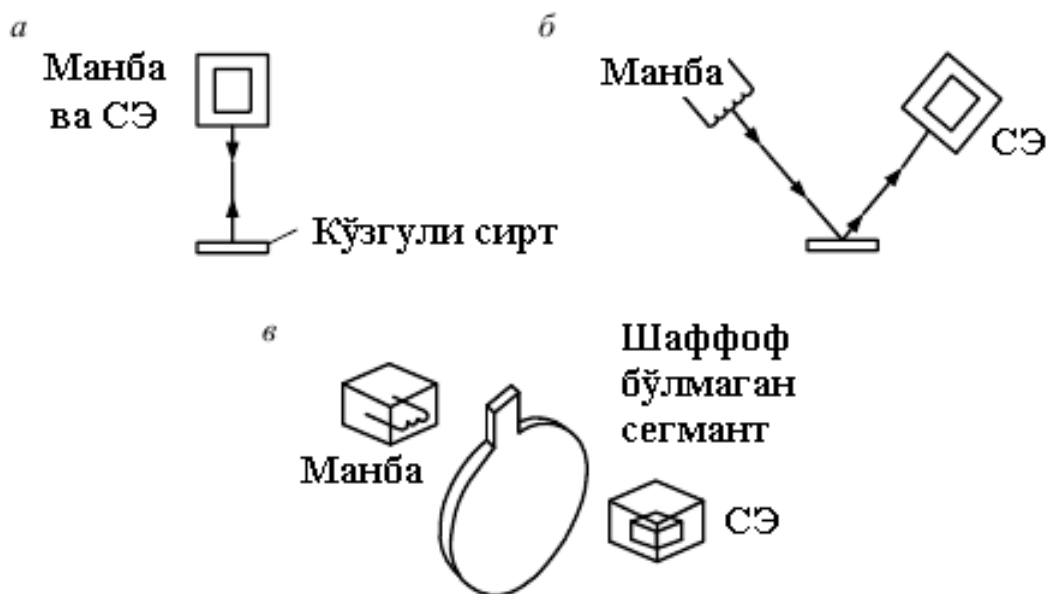 а
Манба
ва СЭ
Кўзгули сирт
б
Манба
СЭ
в
Манба
Шаффоф
бўлмаган
сегмант
СЭ